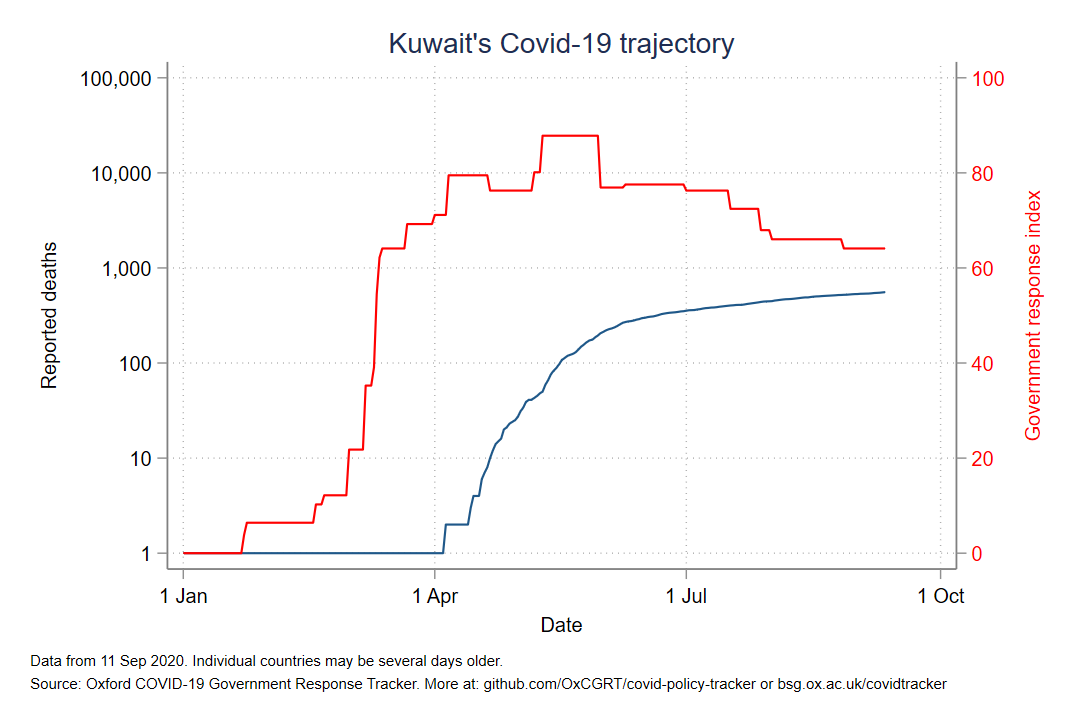 Kuwait's Covid-19 trajectory
100,000
10,000
1,000
100
10
1
Reported deaths
100
80
60
40
20
0
Government response index
1 Jan 1 Apr 1 Jul 1 Oct
Date
Data from 11 Sep 2020. Individual countries may be several days older.
Source: Oxford COVID-19 Government Response Tracker. More at: github.com/OxCGRT/covid-policy-tracker or bsg.ox.ac.uk/covidtracker